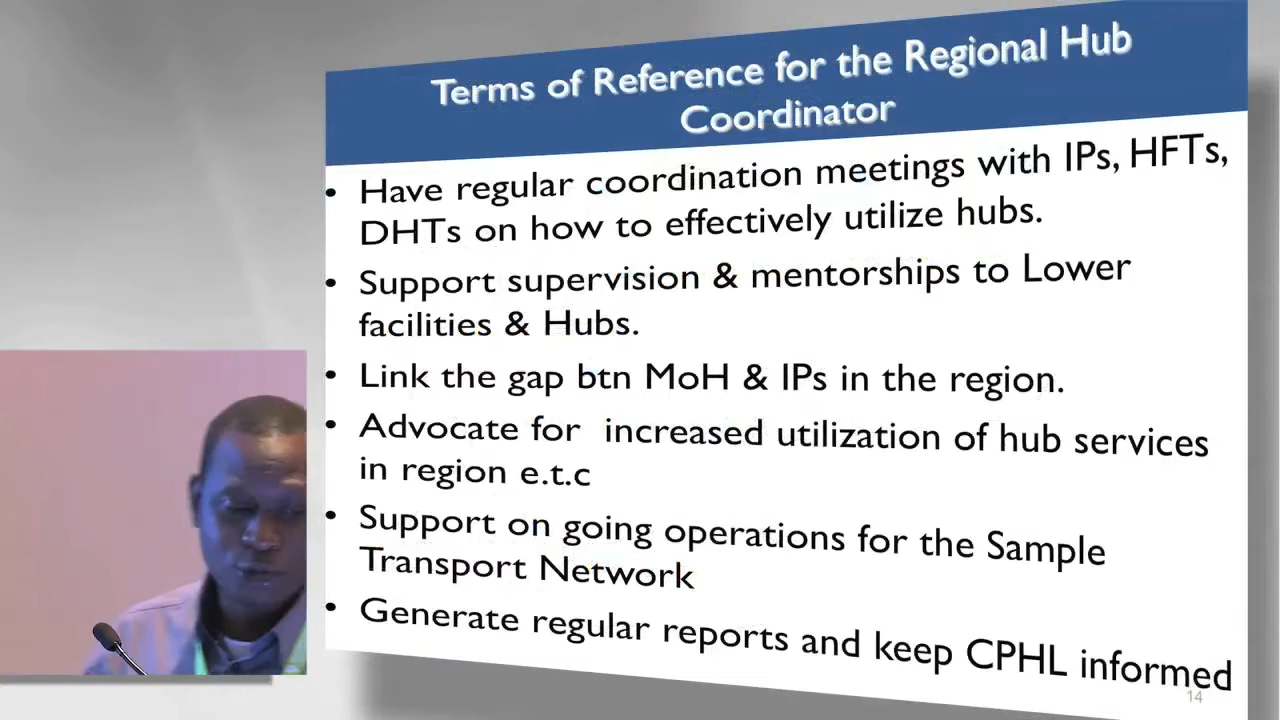 Terms of Reference for the Regional Hub
Coordinator
• Have regular coordination meetings with IPs, HFTs,
DHTs on how to effectively utilize hubs.
• Support supervision & mentorships to Lower
facilities & Hubs.
• Link the gap btn MoH & IPs in the region.
• Advocate for increased utilization of hub services
in region e.t.c
• Support on going operations for the Sample
Transport Network
• Generate regular reports and keep CPHL informed
14